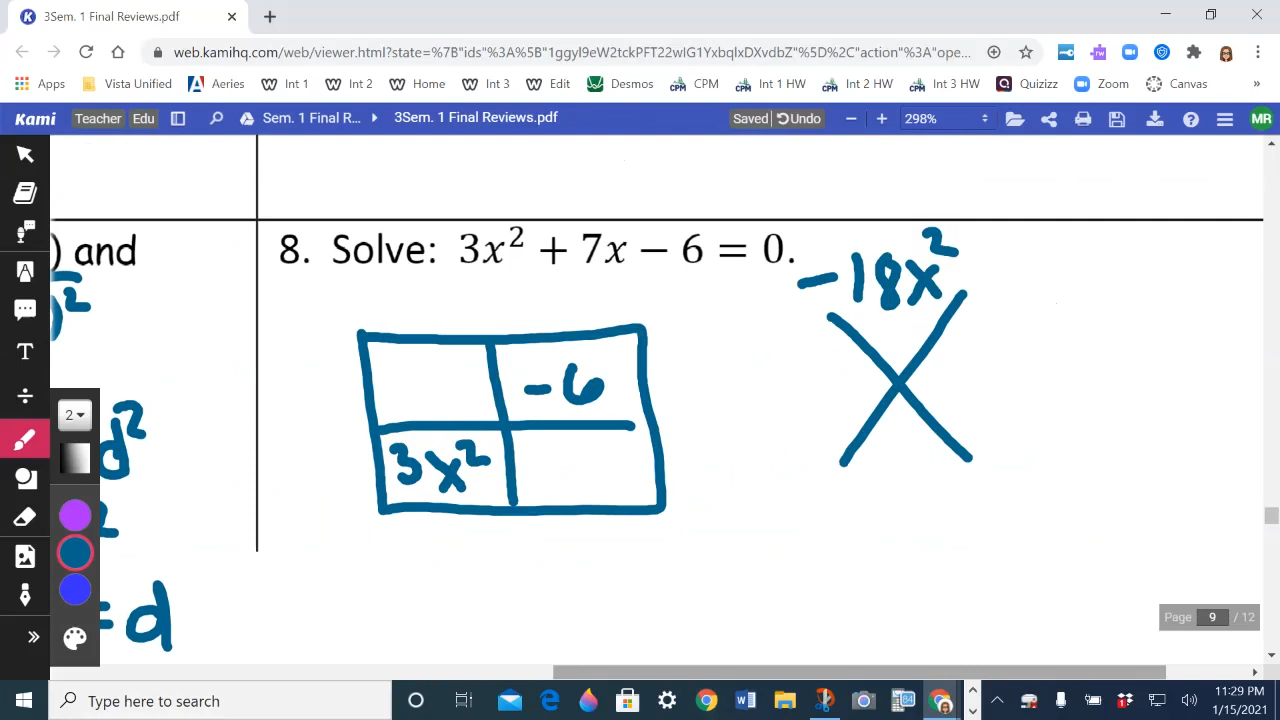 3Sem. 1 Final Reviews.pdf
web.kamihq.com/web/viewer.html?state=%7B"ids"%3A%5B"1ggyI9eW2tckPFT22wIG1YsxtqIxDXvdbZ"%5D%2C"action"%3A"ope...
Apps Vista Unified Aeries Int 1 Int 2 Home Int 3 Edit Desmos CPM Int 1 HW Int 2 HW Int 3 HW Quizizz Zoom Canvas »
Kami Teacher Edu Sem. 1 Final R... 3Sem. 1 Final Reviews.pdf Saved Undo 298% MR
) and
8. Solve: 3x² + 7x − 6 = 0.
-18x²
)²
-6
3x²
d²
2
= d
2
Page 9 / 12
Type here to search
11:29 PM
1/15/2021